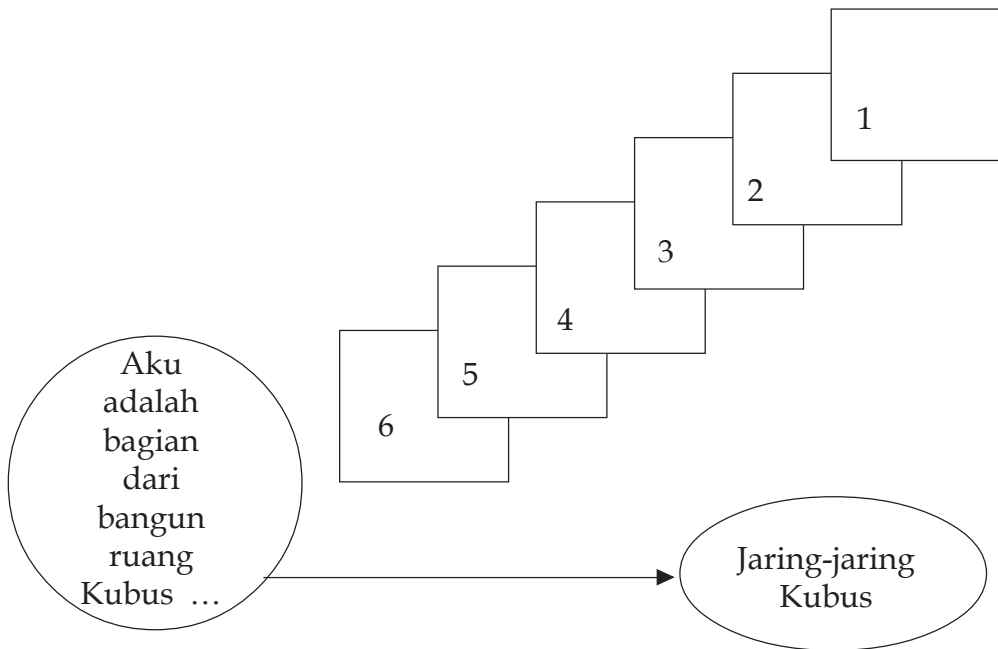 1
2
3
4
5
6
Aku
adalah
bagian
dari
bangun
ruang
Kubus ...
Jaring-jaring
Kubus